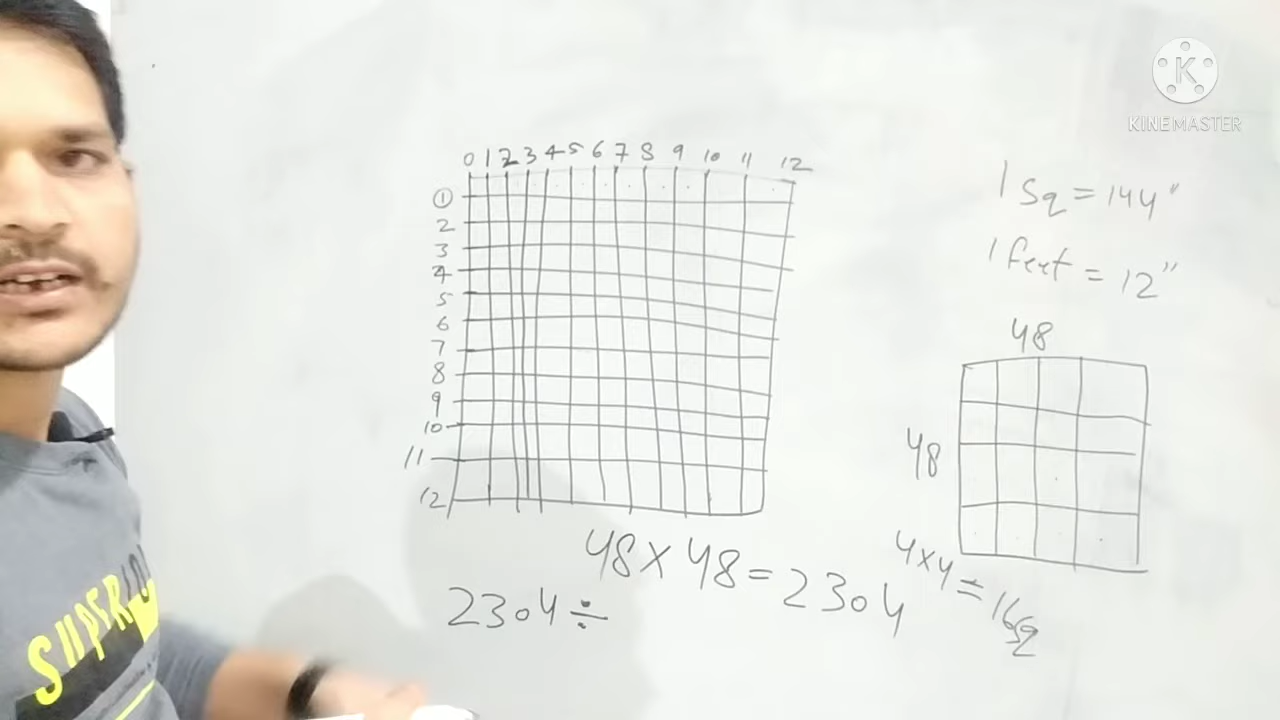 KINEMASTER
0 1 2 3 4 5 6 7 8 9 10 11 12
①
2
3
4
5
6
7
8
9
10
11
12
1 Sq = 144"
1 feet = 12"
48
48
4×4 = 16 Sq
48 × 48 = 2304
2304 ÷
SUPER